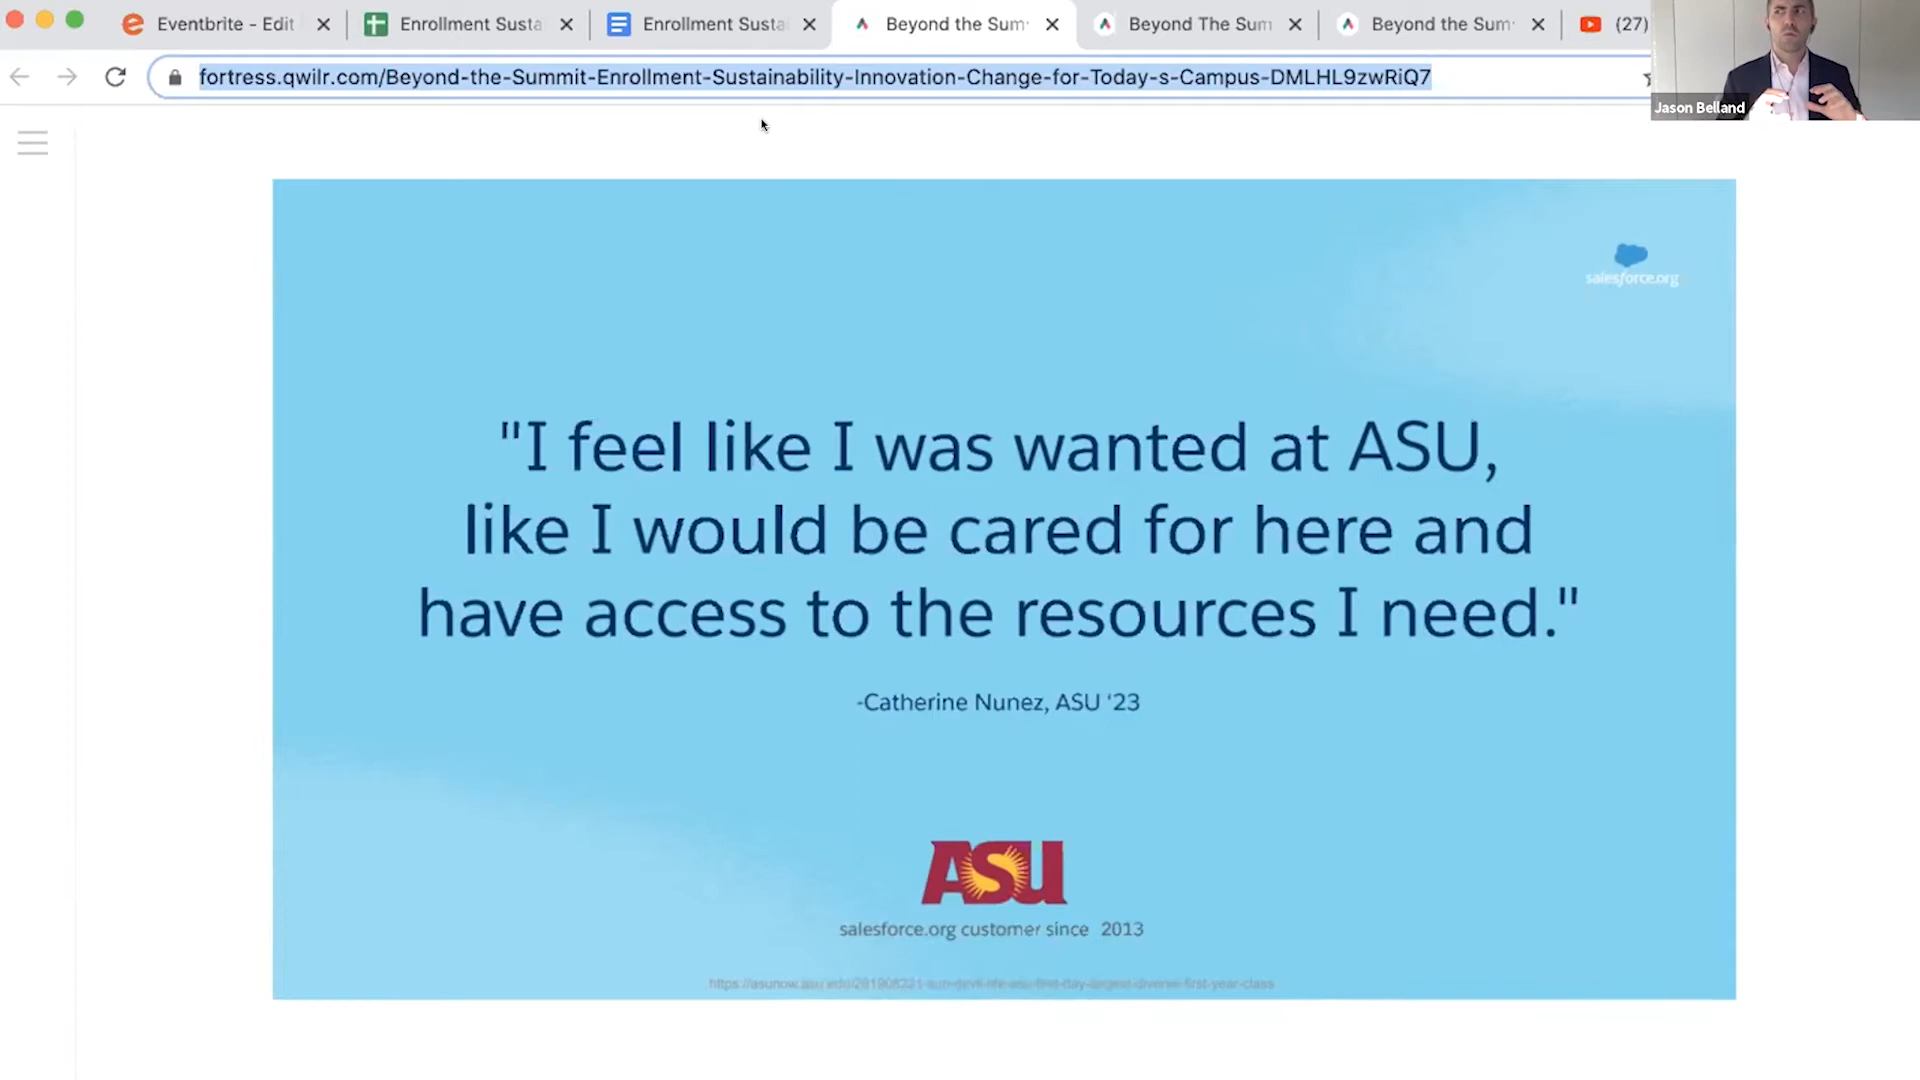 Eventbrite - Edit
Enrollment Susta
Enrollment Susta
Beyond the Sum
Beyond The Sum
Beyond the Sum
(27)
fortress.qwilr.com/Beyond-the-Summit-Enrollment-Sustainability-Innovation-Change-for-Today-s-Campus-DMLHL9zwRiQ7
Jason Belland
salesforce.org
"I feel like I was wanted at ASU,
like I would be cared for here and
have access to the resources I need."
-Catherine Nunez, ASU ‘23
ASU
salesforce.org customer since 2013